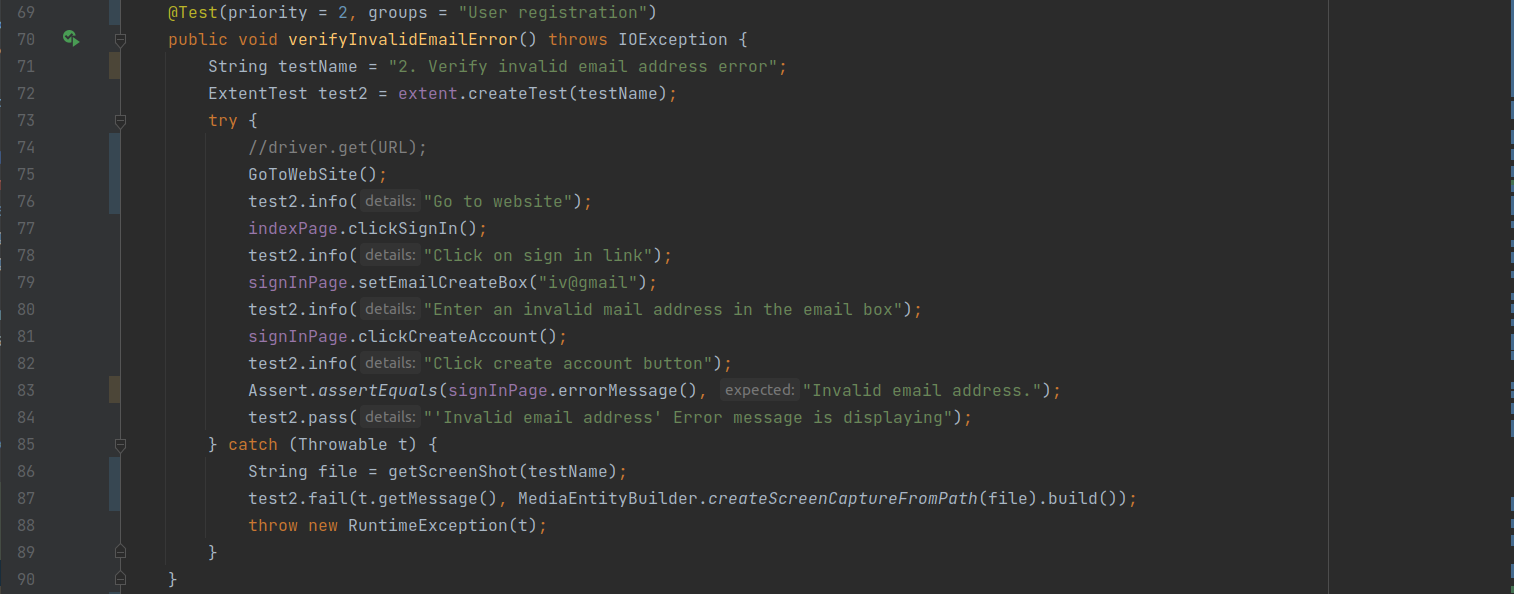 69 @Test(priority = 2, groups = "User registration")
70 public void verifyInvalidEmailError() throws IOException {
71 String testName = "2. Verify invalid email address error";
72 ExtentTest test2 = extent.createTest(testName);
73 try {
74 //driver.get(URL);
75 GoToWebSite();
76 test2.info( details: "Go to website");
77 indexPage.clickSignIn();
78 test2.info( details: "Click on sign in link");
79 signInPage.setEmailCreateBox("iv@gmail");
80 test2.info( details: "Enter an invalid mail address in the email box");
81 signInPage.clickCreateAccount();
82 test2.info( details: "Click create account button");
83 Assert.assertEquals(signInPage.errorMessage(), expected: "Invalid email address.");
84 test2.pass( details: "'Invalid email address' Error message is displaying");
85 } catch (Throwable t) {
86 String file = getScreenShot(testName);
87 test2.fail(t.getMessage(), MediaEntityBuilder.createScreenCaptureFromPath(file).build());
88 throw new RuntimeException(t);
89 }
90 }